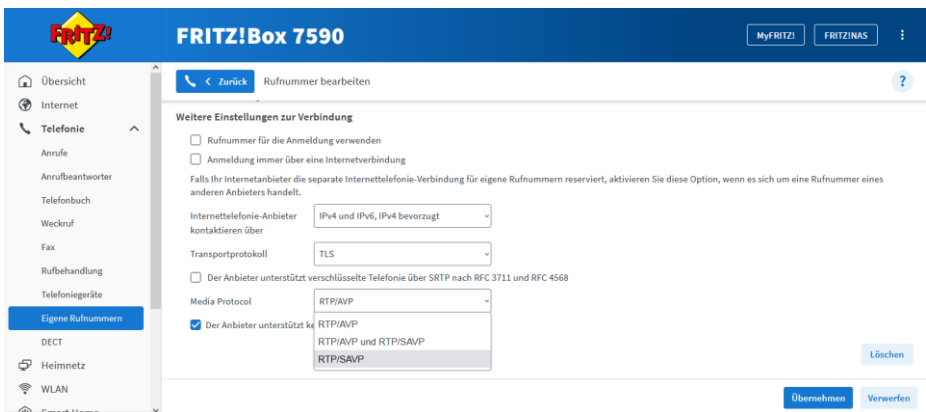 FRITZ!
FRITZ!Box 7590
MyFRITZ!
FRITZ!NAS
Übersicht
Internet
Telefonie
Anrufe
Anrufbeantworter
Telefonbuch
Weckruf
Fax
Rufbehandlung
Telefoniegeräte
Eigene Rufnummern
DECT
Heimnetz
WLAN
Zurück
Rufnummer bearbeiten
?
Weitere Einstellungen zur Verbindung
Rufnummer für die Anmeldung verwenden
Anmeldung immer über eine Internetverbindung
Falls Ihr Internetanbieter die separate Internettelefonie-Verbindung für eigene Rufnummern reserviert, aktivieren Sie diese Option, wenn es sich um eine Rufnummer eines
anderen Anbieters handelt.
Internettelefonie-Anbieter
kontaktieren über
IPv4 und IPv6, IPv4 bevorzugt
Transportprotokoll
TLS
Der Anbieter unterstützt verschlüsselte Telefonie über SRTP nach RFC 3711 und RFC 4568
Media Protocol
RTP/AVP
Der Anbieter unterstützt
RTP/AVP
RTP/AVP und RTP/SAVP
RTP/SAVP
Löschen
Übernehmen
Verwerfen